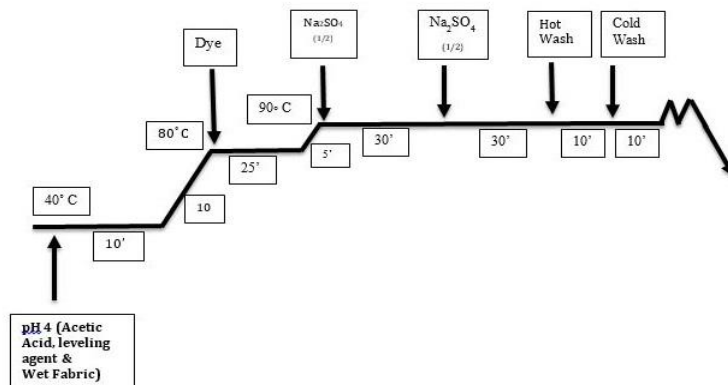 Dye
Na₂SO₄
(1/2)
Na₂SO₄
(1/2)
Hot
Wash
Cold
Wash
90◦ C
80°C
30'
30'
10'
10'
5'
25'
40° C
10
10'
pH 4 (Acetic
Acid, leveling
agent &
Wet Fabric)